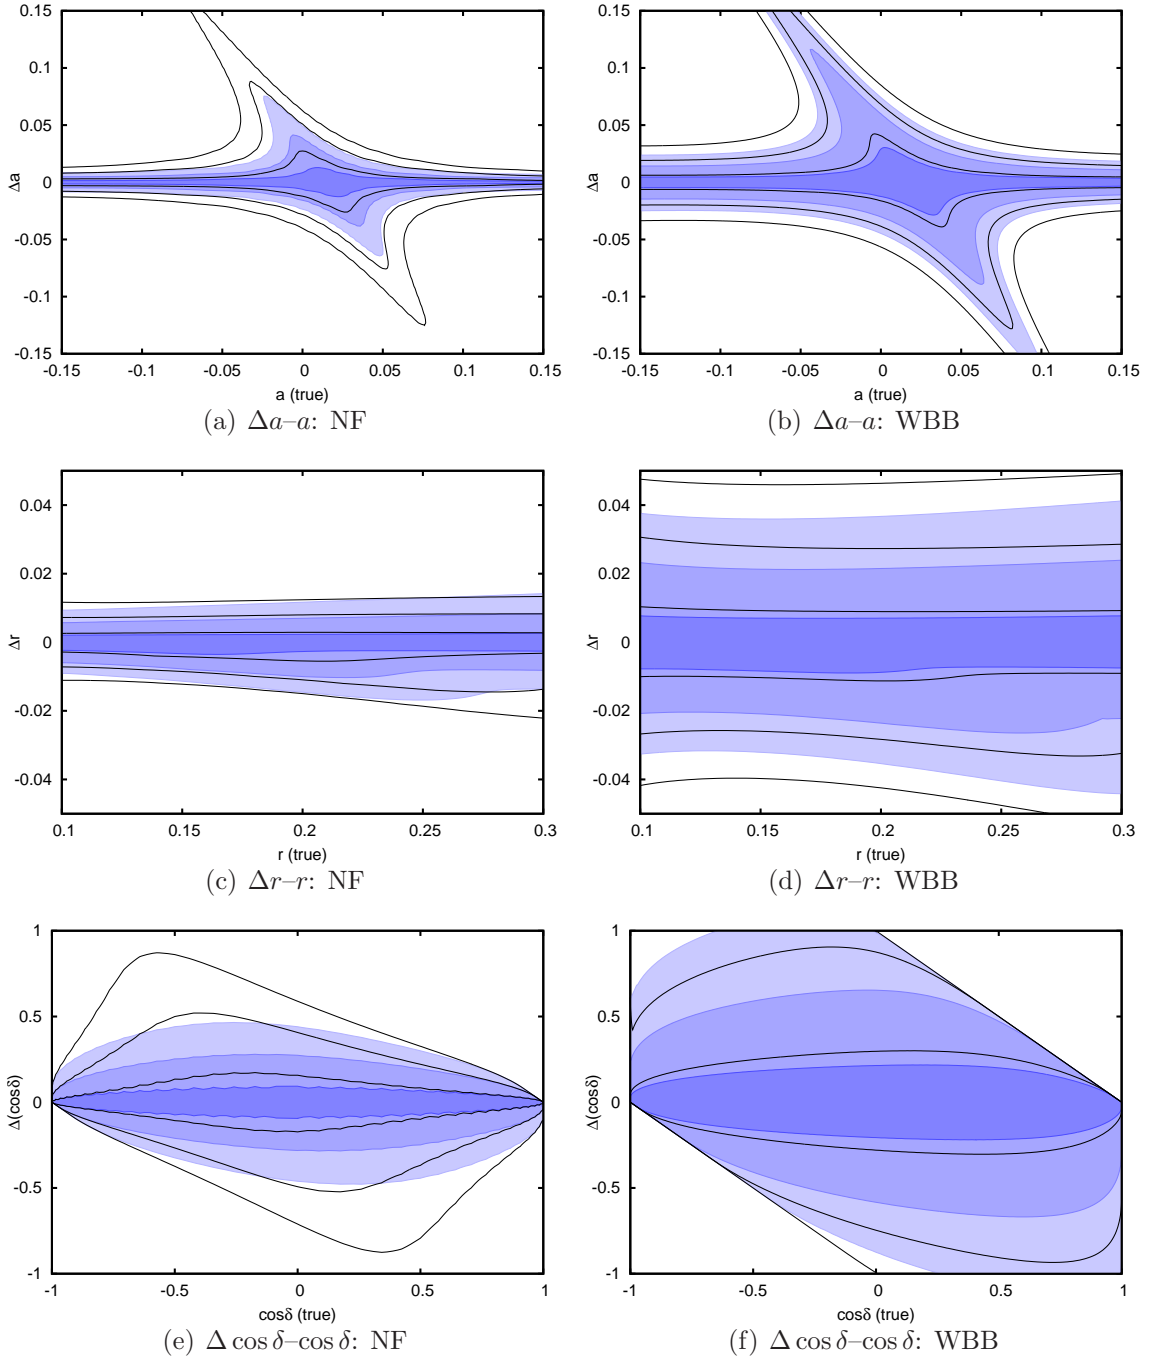 0.15
0.1
0.05
0
-0.05
-0.1
-0.15
Δa
-0.15 -0.1 -0.05 0 0.05 0.1 0.15
a (true)
(a) Δa–a: NF
0.15
0.1
0.05
0
-0.05
-0.1
-0.15
Δa
-0.15 -0.1 -0.05 0 0.05 0.1 0.15
a (true)
(b) Δa–a: WBB
0.04
0.02
0
-0.02
-0.04
Δr
0.1 0.15 0.2 0.25 0.3
r (true)
(c) Δr–r: NF
0.04
0.02
0
-0.02
-0.04
Δr
0.1 0.15 0.2 0.25 0.3
r (true)
(d) Δr–r: WBB
1
0.5
0
-0.5
-1
Δ(cosδ)
-1 -0.5 0 0.5 1
cosδ (true)
(e) Δ cos δ–cos δ: NF
1
0.5
0
-0.5
-1
Δ(cosδ)
-1 -0.5 0 0.5 1
cosδ (true)
(f) Δ cos δ–cos δ: WBB